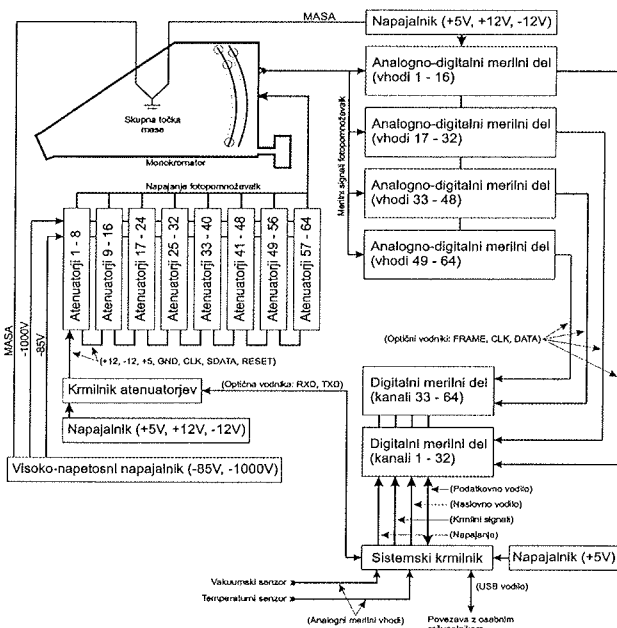 MASA
Napajalnik (+5V, +12V, -12V)
Analogno-digitalni merilni del
(vhodi 1 - 16)
Analogno-digitalni merilni del
(vhodi 17 - 32)
Analogno-digitalni merilni del
(vhodi 33 - 48)
Analogno-digitalni merilni del
(vhodi 49 - 64)
Merilni signali fotopomnoževalk
Skupna točka
mase
Monokromator
Napajanje fotopomnoževalk
Atenuatorji 1 - 8
Atenuatorji 9 - 16
Atenuatorji 17 - 24
Atenuatorji 25 - 32
Atenuatorji 33 - 40
Atenuatorji 41 - 48
Atenuatorji 49 - 56
Atenuatorji 57 - 64
MASA
-1000V
-85V
(+12, -12, +5, GND, CLK, SDATA, RESET)
(Optični vodniki: FRAME, CLK, DATA)
Krmilnik atenuatorjev
(Optična vodnika: RXD, TXD)
Napajalnik (+5V, +12V, -12V)
Visoko-napetosni napajalnik (-85V, -1000V)
Digitalni merilni del
(kanali 33 - 64)
Digitalni merilni del
(kanali 1 - 32)
(Podatkovno vodilo)
(Naslovno vodilo)
(Krmilni signali)
(Napajanje)
Sistemski krmilnik
Napajalnik (+5V)
Vakuumski senzor
Temperaturni senzor
(Analogni merilni vhodi)
(USB vodilo)
Povezava z osebnim